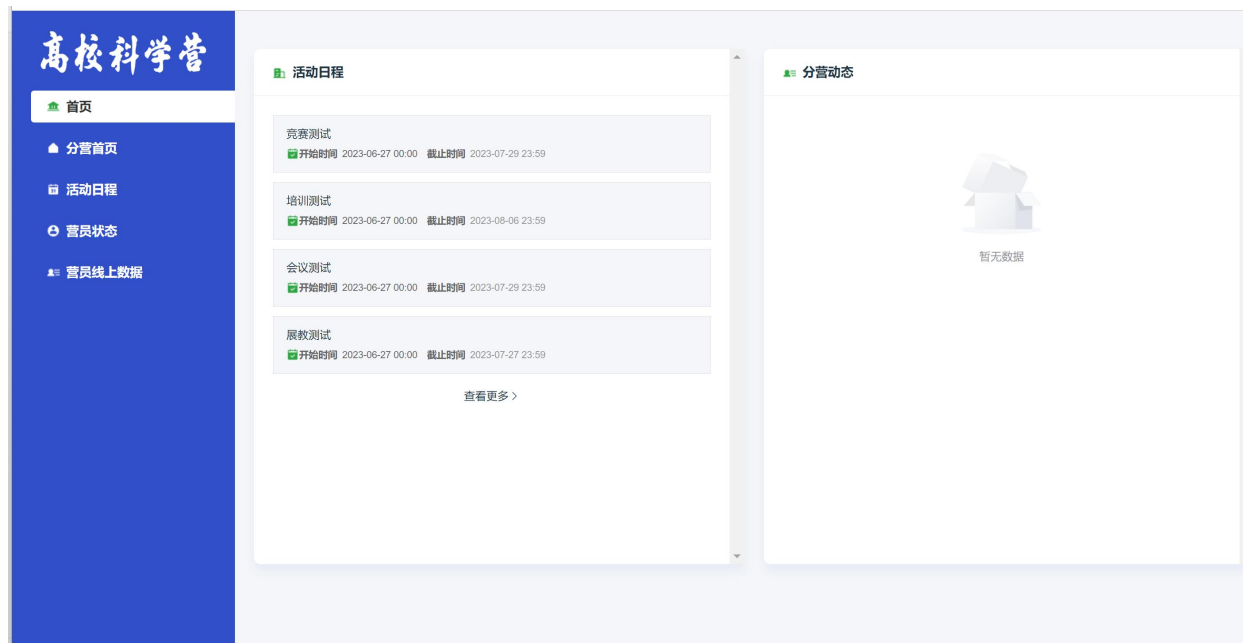 高校科学营
首页
分营首页
活动日程
营员状态
营员线上数据
活动日程
竞赛测试
开始时间 2023-06-27 00:00 截止时间 2023-07-29 23:59
培训测试
开始时间 2023-06-27 00:00 截止时间 2023-08-06 23:59
会议测试
开始时间 2023-06-27 00:00 截止时间 2023-07-29 23:59
展教测试
开始时间 2023-06-27 00:00 截止时间 2023-07-27 23:59
查看更多
分营动态
暂无数据